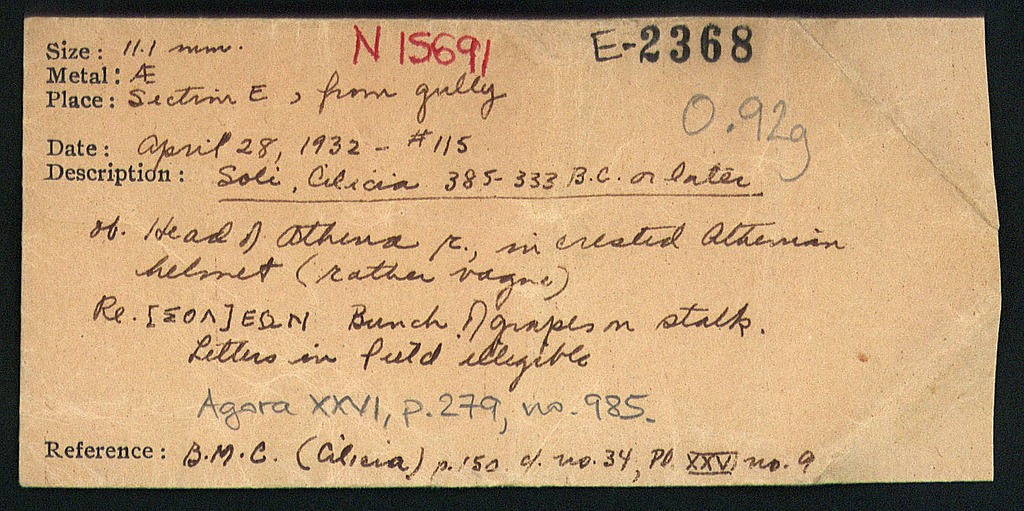 Size: 11.1 mm. N 15691 E-2368
Metal: Æ
Place: Section E, from gully
0.92g
Date: April 28, 1932 - #115
Description: Soli, Cilicia 385-333 B.C. or later
ob. Head of Athena r., in crested Athenian
helmet (rather vague)
Re. [ΣΟΛ]ΕΩΝ Bunch of grapes on stalk.
Letters in field illegible
Agora XXVI, p.279, no.985.
Reference: B.M.C. (Cilicia) p.150 cf. no.34, Pl. XXV no.9